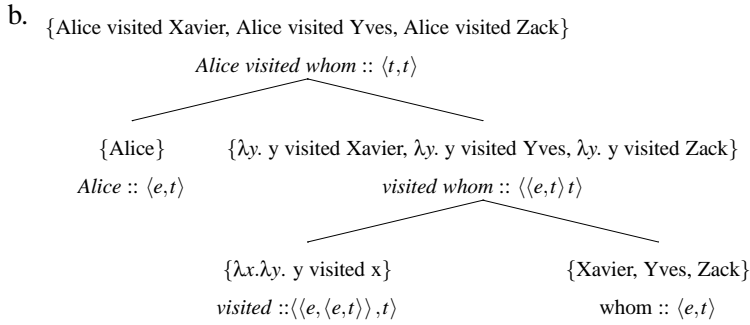 b. {Alice visited Xavier, Alice visited Yves, Alice visited Zack}
Alice visited whom :: ⟨t,t⟩
{Alice} {λy. y visited Xavier, λy. y visited Yves, λy. y visited Zack}
Alice :: ⟨e,t⟩ visited whom :: ⟨⟨e,t⟩ t⟩
{λx.λy. y visited x} {Xavier, Yves, Zack}
visited ::⟨⟨e,⟨e,t⟩⟩ ,t⟩ whom :: ⟨e,t⟩